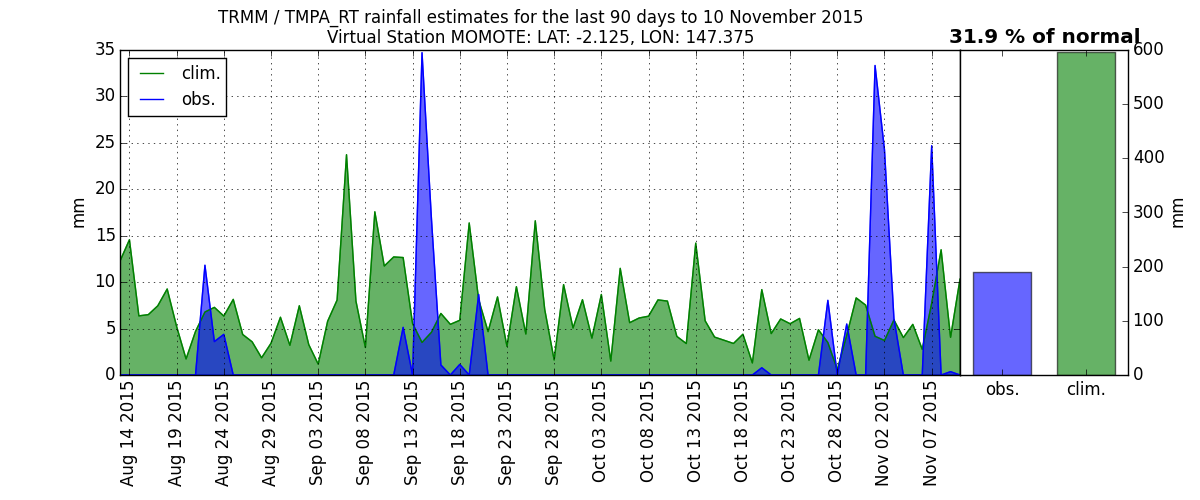 TRMM / TMPA_RT rainfall estimates for the last 90 days to 10 November 2015
Virtual Station MOMOTE: LAT: -2.125, LON: 147.375
31.9 % of normal
clim.
obs.
mm
35
30
25
20
15
10
5
0
Aug 14 2015
Aug 19 2015
Aug 24 2015
Aug 29 2015
Sep 03 2015
Sep 08 2015
Sep 13 2015
Sep 18 2015
Sep 23 2015
Sep 28 2015
Oct 03 2015
Oct 08 2015
Oct 13 2015
Oct 18 2015
Oct 23 2015
Oct 28 2015
Nov 02 2015
Nov 07 2015
600
500
400
300
200
100
0
mm
obs.
clim.